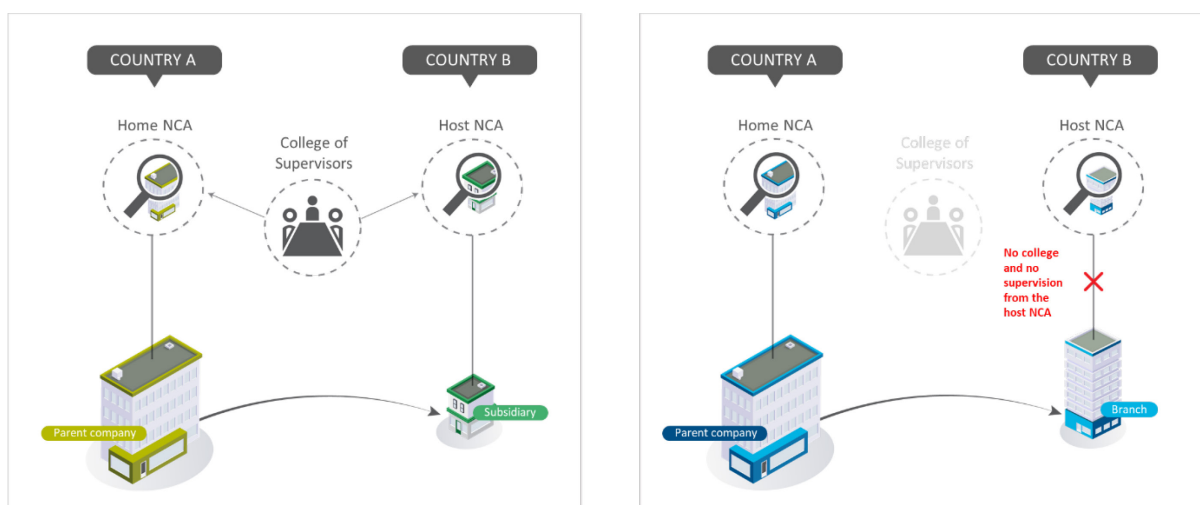 COUNTRY A
COUNTRY B
Home NCA
College of
Supervisors
Host NCA
Parent company
Subsidiary
COUNTRY A
COUNTRY B
Home NCA
College of
Supervisors
Host NCA
No college
and no
supervision
from the
host NCA
Parent company
Branch